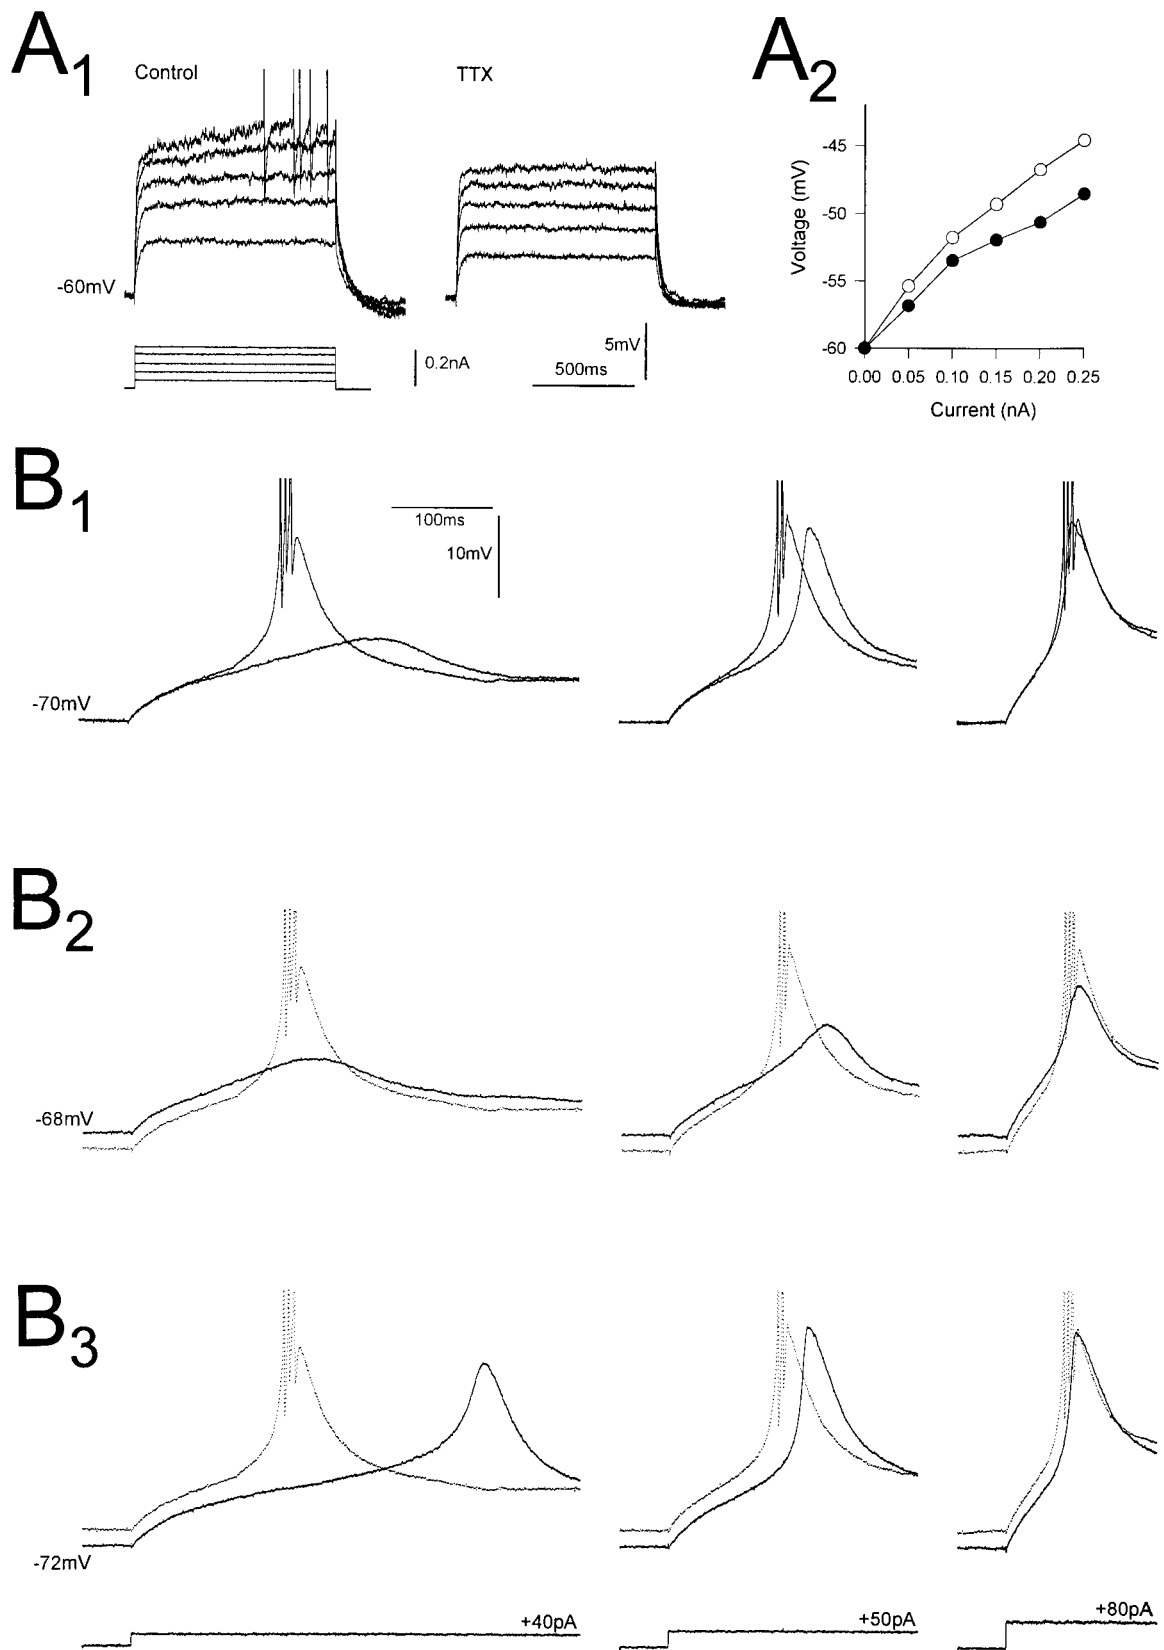 A1
Control
TTX
-60mV
0.2nA
5mV
500ms
A2
-45
-50
-55
-60
Voltage (mV)
0.00 0.05 0.10 0.15 0.20 0.25
Current (nA)
B1
100ms
10mV
-70mV
B2
-68mV
B3
-72mV
+40pA
+50pA
+80pA